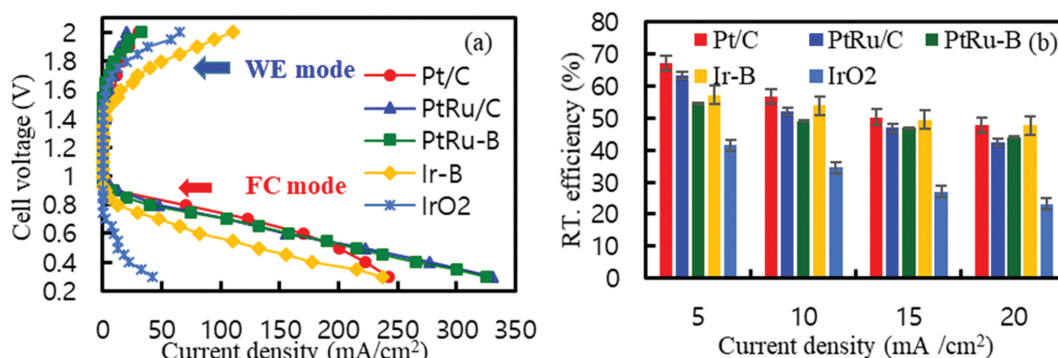 (a)
Cell voltage (V)
2
1.8
1.6
1.4
1.2
1
0.8
0.6
0.4
0.2
WE mode
FC mode
Pt/C
PtRu/C
PtRu-B
Ir-B
IrO2
0 50 100 150 200 250 300 350
Current density (mA/cm²)
(b)
RT. efficiency (%)
80
70
60
50
40
30
20
10
0
Pt/C PtRu/C PtRu-B
Ir-B IrO2
5 10 15 20
Current density (mA /cm²)